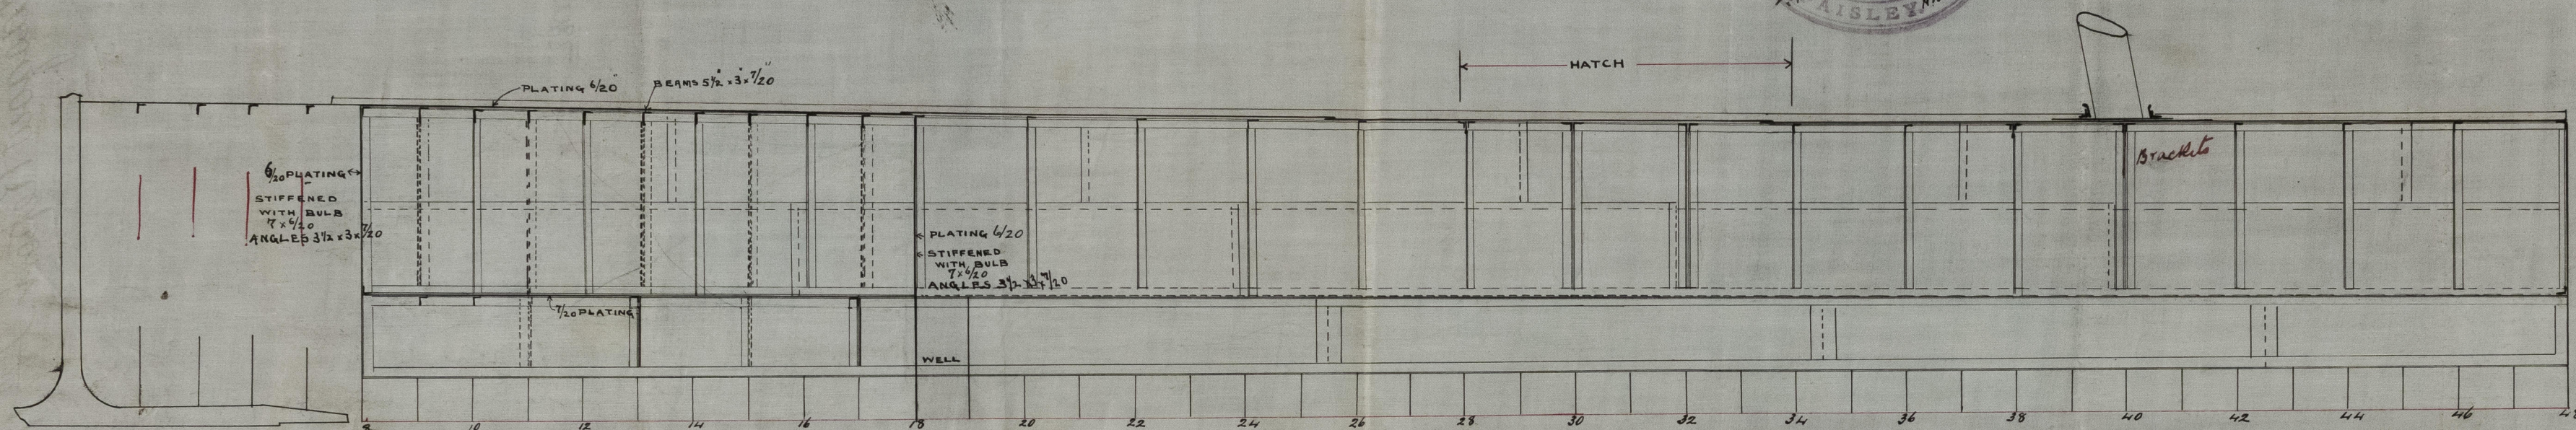 AISLEY.
HATCH
PLATING 6/20"
BEAMS 5½" x 3" x 7/20"
6/20 PLATING
STIFFENED
WITH BULB
7 x 6/20
ANGLES 3½ x 3 x 7/20
Brackets
PLATING 6/20
STIFFENED
WITH BULB
7 x 6/20
ANGLES 3½ x 3 x 7/20
7/20 PLATING
WELL
8 10 12 14 16 18 20 22 24 26 28 30 32 34 36 38 40 42 44 46